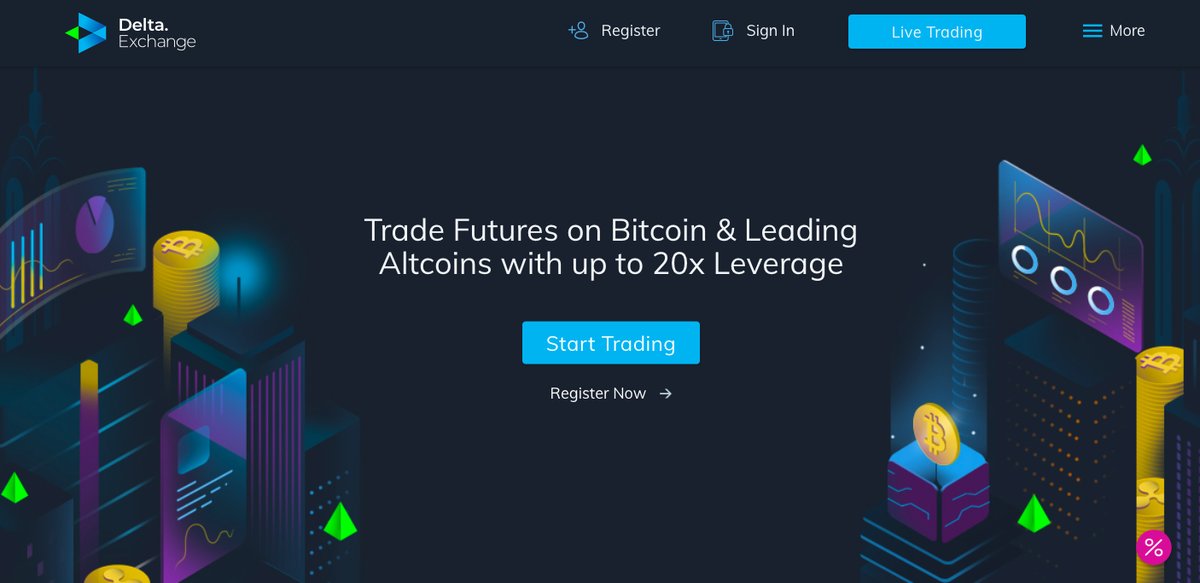 Delta.
Exchange
Register
Sign In
Live Trading
More
Trade Futures on Bitcoin & Leading
Altcoins with up to 20x Leverage
Start Trading
Register Now →
%